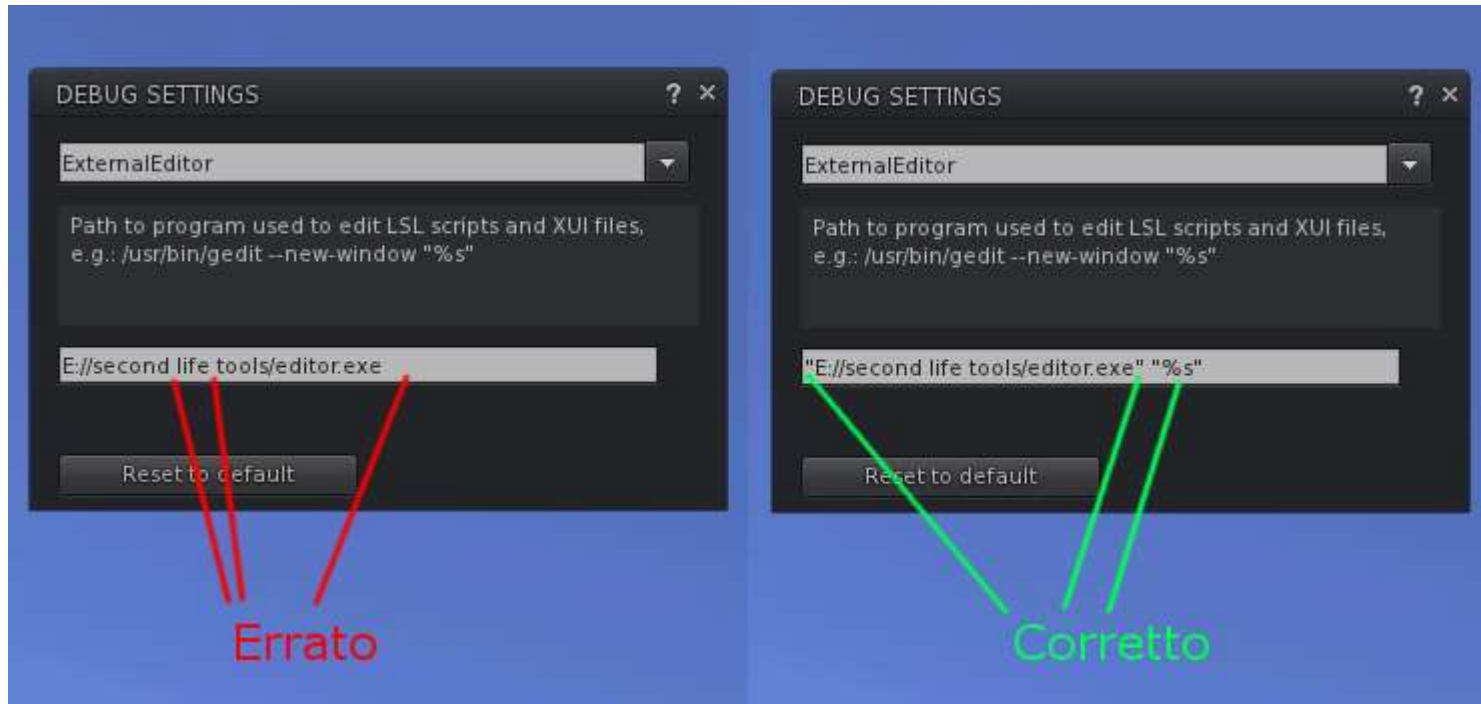 DEBUG SETTINGS ? ×
ExternalEditor
Path to program used to edit LSL scripts and XUI files,
e.g.: /usr/bin/gedit --new-window "%s"
E://second life tools/editor.exe
Reset to default
Errato
DEBUG SETTINGS ? ×
ExternalEditor
Path to program used to edit LSL scripts and XUI files,
e.g.: /usr/bin/gedit --new-window "%s"
"E://second life tools/editor.exe" "%s"
Reset to default
Corretto